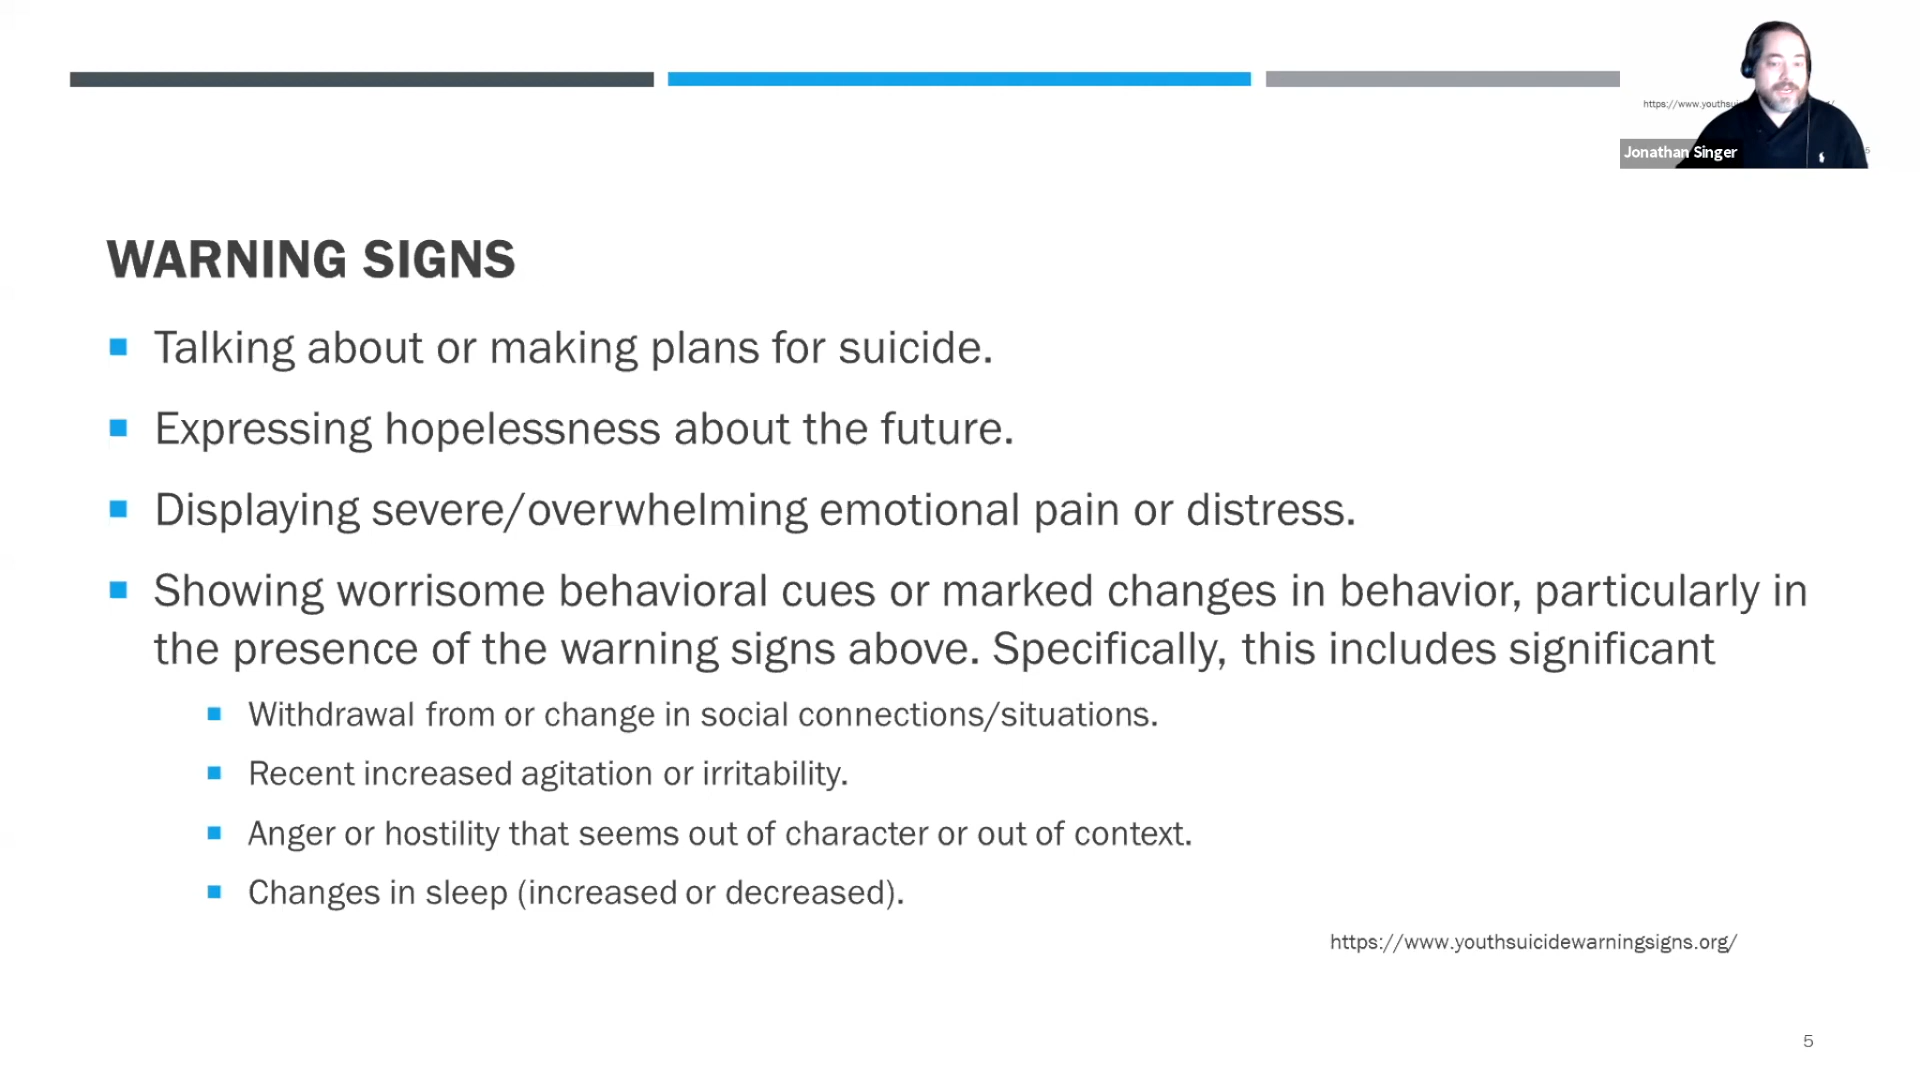 https://www.youthsui
Jonathan Singer
WARNING SIGNS
Talking about or making plans for suicide.
Expressing hopelessness about the future.
Displaying severe/overwhelming emotional pain or distress.
Showing worrisome behavioral cues or marked changes in behavior, particularly in
the presence of the warning signs above. Specifically, this includes significant
Withdrawal from or change in social connections/situations.
Recent increased agitation or irritability.
Anger or hostility that seems out of character or out of context.
Changes in sleep (increased or decreased).
https://www.youthsuicidewarningsigns.org/
5